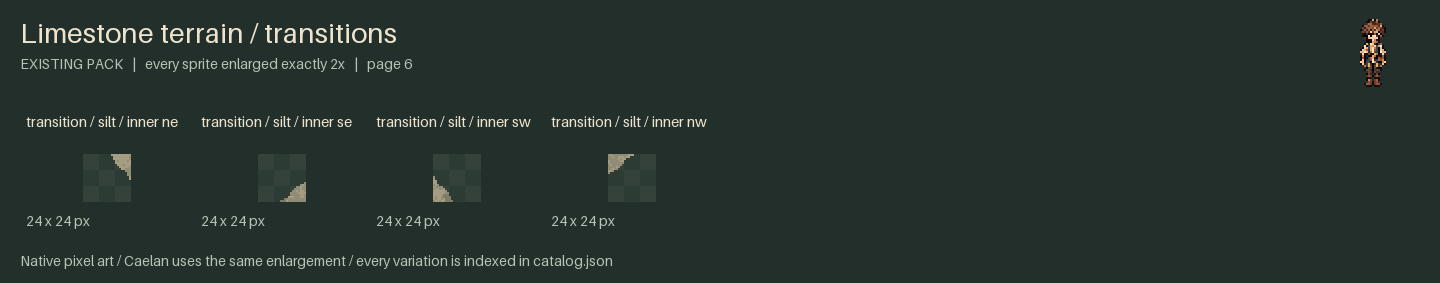 Limestone terrain / transitions
EXISTING PACK | every sprite enlarged exactly 2x | page 6
transition / silt / inner ne
transition / silt / inner se
transition / silt / inner sw
transition / silt / inner nw
24 x 24 px
24 x 24 px
24 x 24 px
24 x 24 px
Native pixel art / Caelan uses the same enlargement / every variation is indexed in catalog.json